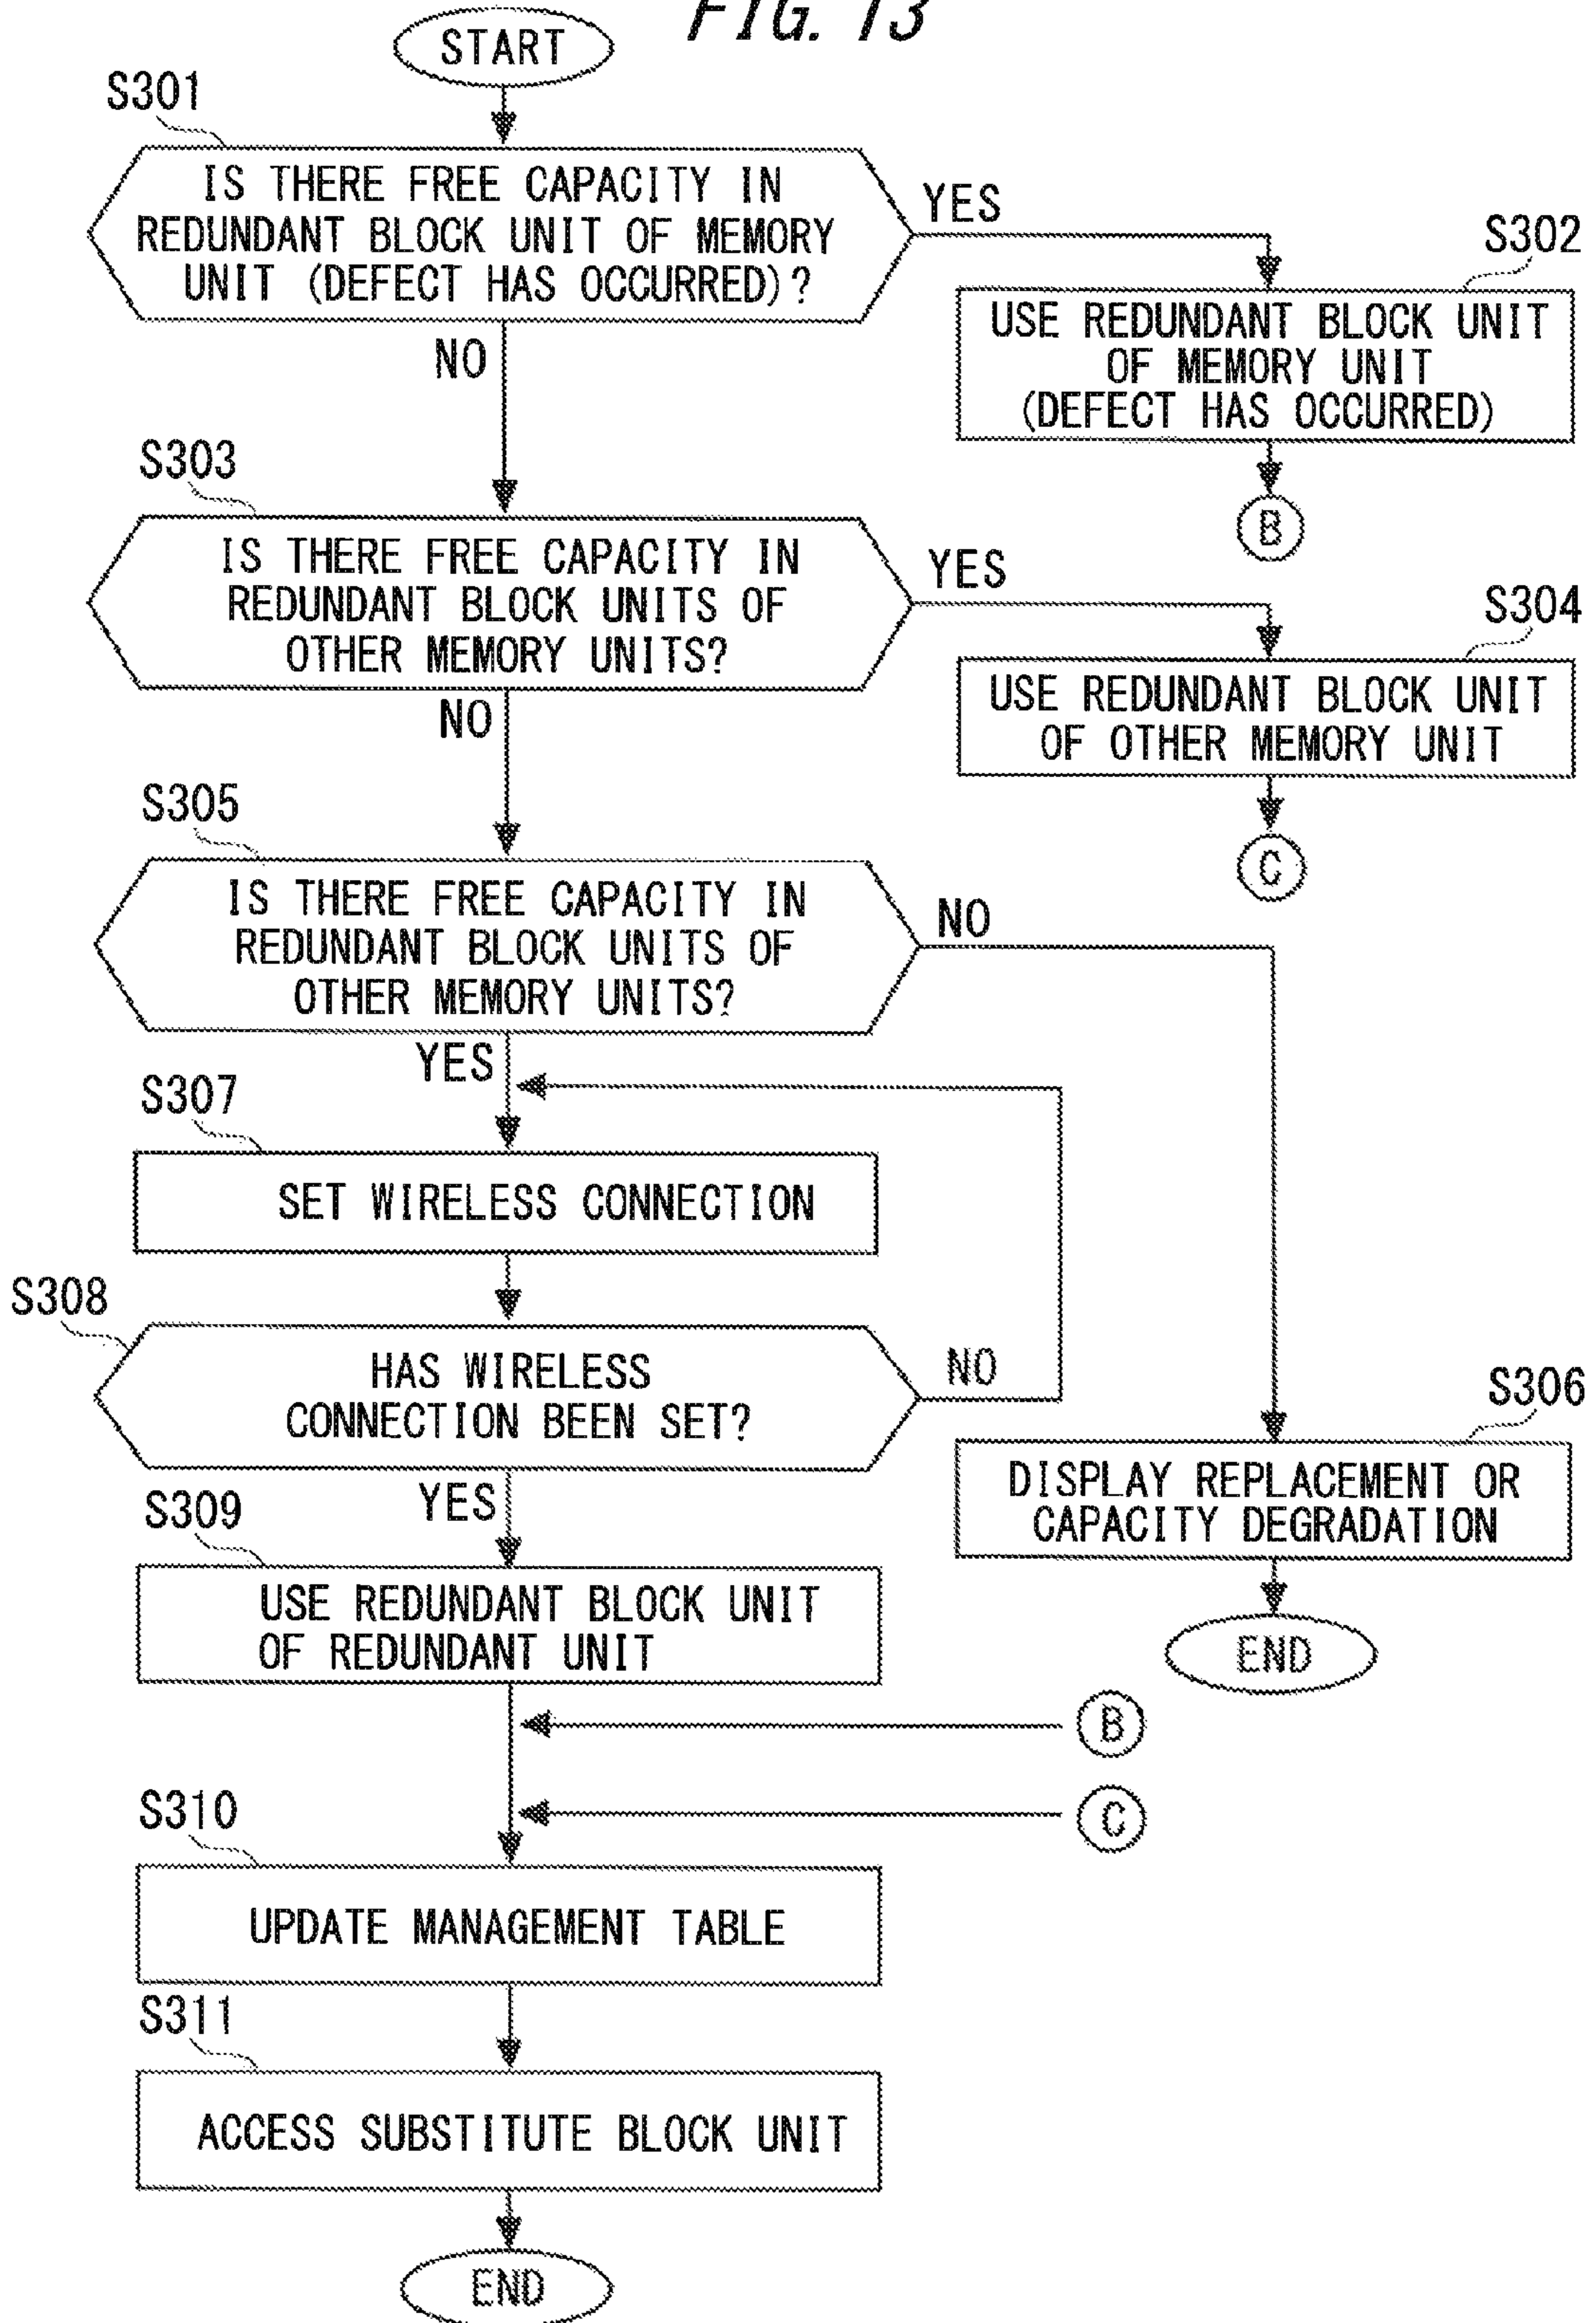 FIG. 13
START
S301
IS THERE FREE CAPACITY IN
REDUNDANT BLOCK UNIT OF MEMORY
UNIT (DEFECT HAS OCCURRED)?
YES
NO
S302
USE REDUNDANT BLOCK UNIT
OF MEMORY UNIT
(DEFECT HAS OCCURRED)
B
S303
IS THERE FREE CAPACITY IN
REDUNDANT BLOCK UNITS OF
OTHER MEMORY UNITS?
YES
NO
S304
USE REDUNDANT BLOCK UNIT
OF OTHER MEMORY UNIT
C
S305
IS THERE FREE CAPACITY IN
REDUNDANT BLOCK UNITS OF
OTHER MEMORY UNITS?
NO
YES
S307
SET WIRELESS CONNECTION
S308
HAS WIRELESS
CONNECTION BEEN SET?
NO
YES
S306
DISPLAY REPLACEMENT OR
CAPACITY DEGRADATION
END
S309
USE REDUNDANT BLOCK UNIT
OF REDUNDANT UNIT
B
C
S310
UPDATE MANAGEMENT TABLE
S311
ACCESS SUBSTITUTE BLOCK UNIT
END